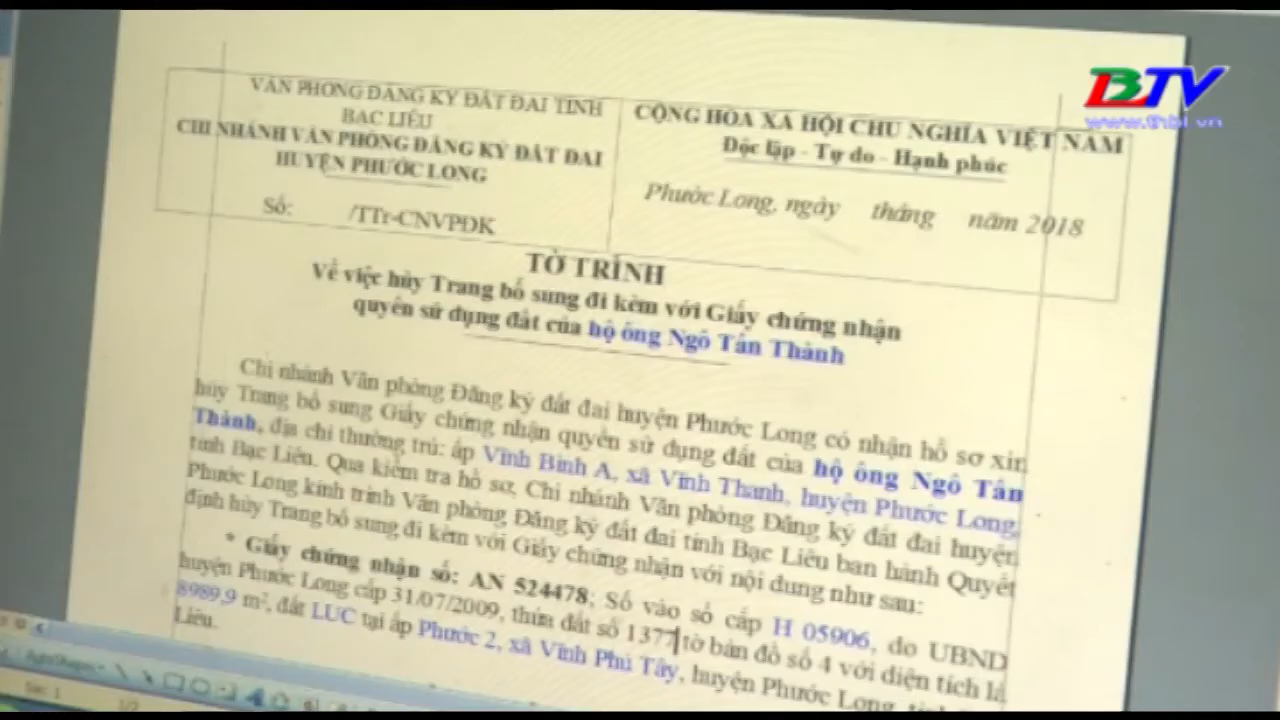 BTV
www.thbl.vn
VĂN PHÒNG ĐĂNG KÝ ĐẤT ĐAI TỈNH
BẠC LIÊU
CHI NHÁNH VĂN PHÒNG ĐĂNG KÝ ĐẤT ĐAI
HUYỆN PHƯỚC LONG
Số: /TTr-CNVPĐK
CỘNG HÒA XÃ HỘI CHỦ NGHĨA VIỆT NAM
Độc lập - Tự do - Hạnh phúc
Phước Long, ngày tháng năm 2018
TỜ TRÌNH
Về việc hủy Trang bổ sung đi kèm với Giấy chứng nhận
quyền sử dụng đất của hộ ông Ngô Tấn Thành
Chi nhánh Văn phòng Đăng ký đất đai huyện Phước Long có nhận hồ sơ xin
hủy Trang bổ sung Giấy chứng nhận quyền sử dụng đất của hộ ông Ngô Tấn
Thành, địa chỉ thường trú: ấp Vĩnh Bình A, xã Vĩnh Thanh, huyện Phước Long,
tỉnh Bạc Liêu. Qua kiểm tra hồ sơ, Chi nhánh Văn phòng Đăng ký đất đai huyện
Phước Long kính trình Văn phòng Đăng ký đất đai tỉnh Bạc Liêu ban hành Quyết
định hủy Trang bổ sung đi kèm với Giấy chứng nhận với nội dung như sau:
* Giấy chứng nhận số: AN 524478; Số vào sổ cấp H 05906, do UBND
huyện Phước Long cấp 31/07/2009, thửa đất số 1377 tờ bản đồ số 4 với diện tích là
8989,9 m², đất LUC tại ấp Phước 2, xã Vĩnh Phú Tây, huyện Phước Long, tỉnh
Liêu.
AutoShapes
Sec 1
1/2